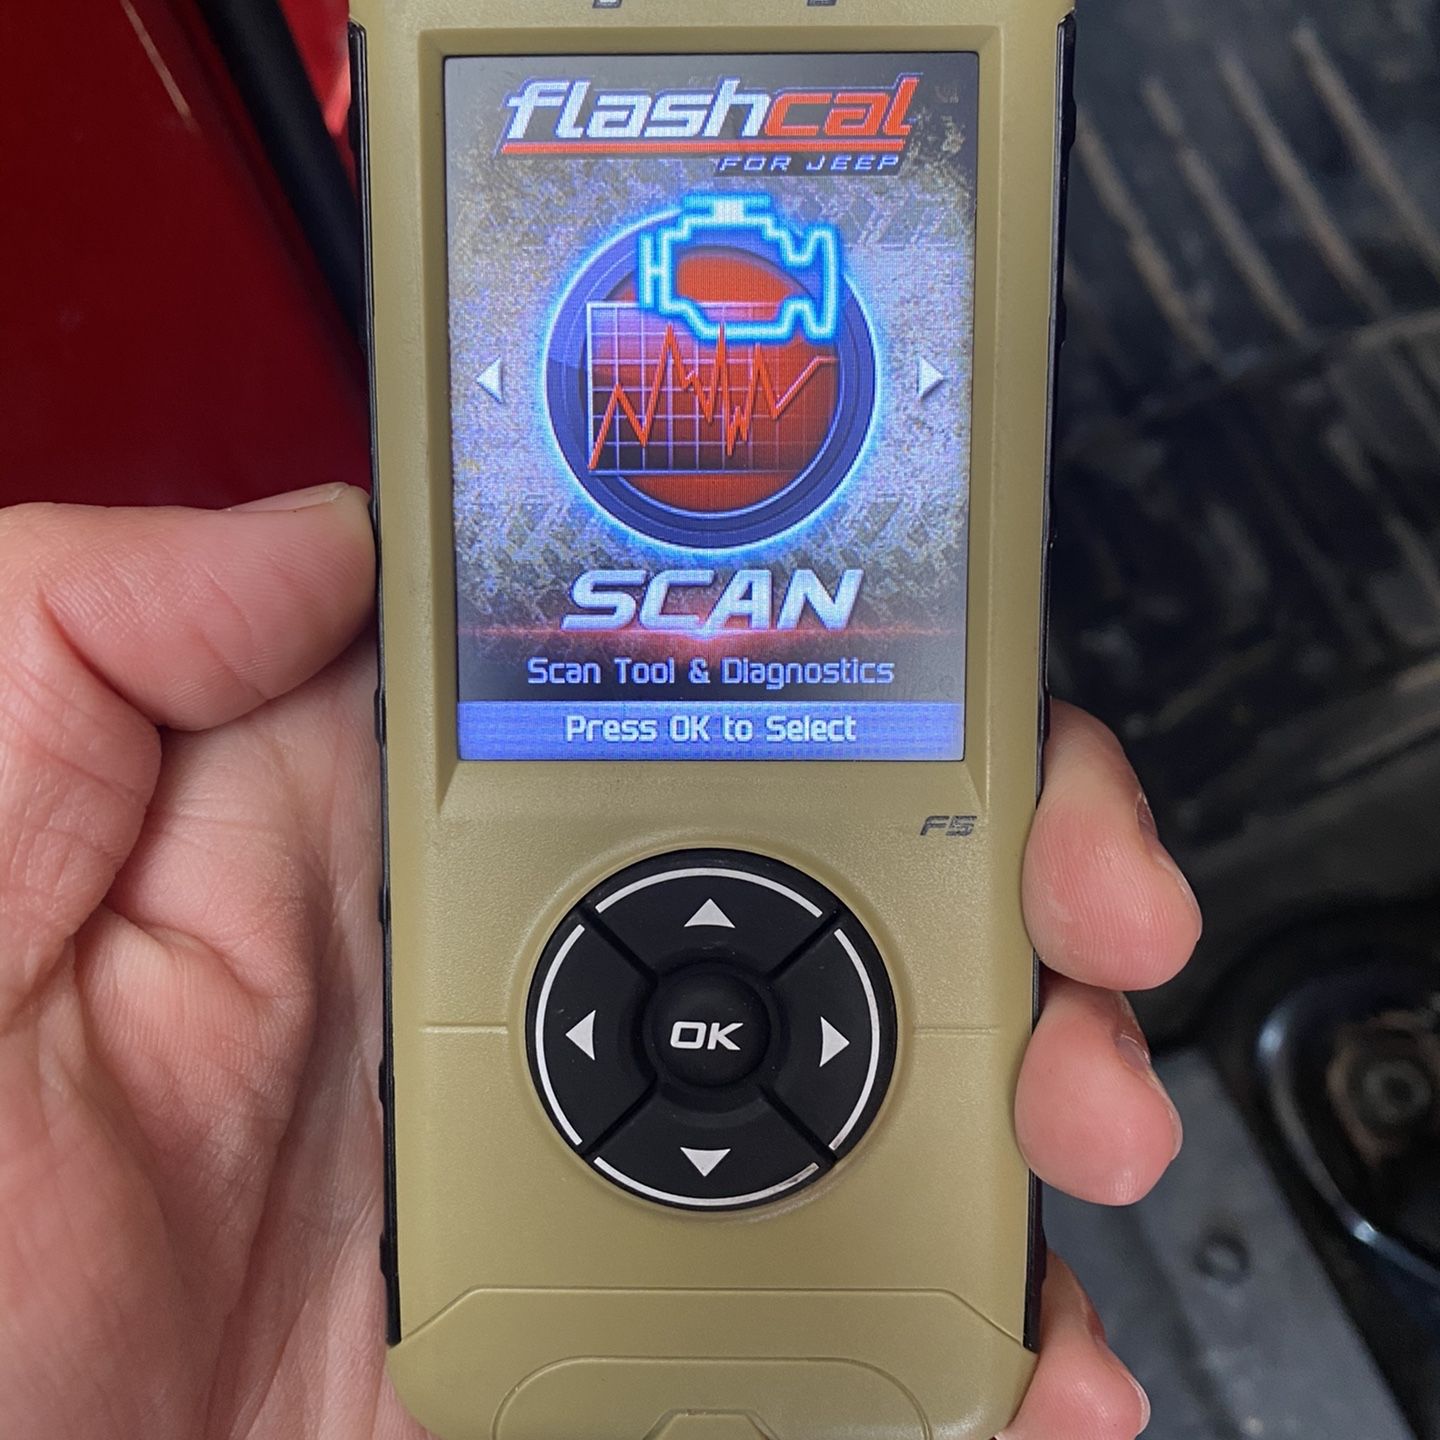 flashcal
FOR JEEP
SCAN
Scan Tool & Diagnostics
Press OK to Select
F5
OK